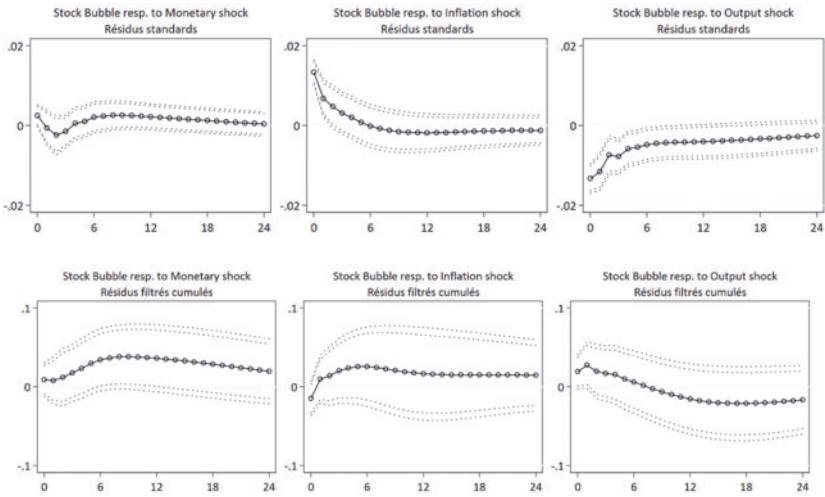 Stock Bubble resp. to Monetary shock
Résidus standards
.02
0
-.02
0 6 12 18 24
Stock Bubble resp. to Inflation shock
Résidus standards
.02
0
-.02
0 6 12 18 24
Stock Bubble resp. to Output shock
Résidus standards
.02
0
-.02
0 6 12 18 24
Stock Bubble resp. to Monetary shock
Résidus filtrés cumulés
.1
0
-.1
0 6 12 18 24
Stock Bubble resp. to Inflation shock
Résidus filtrés cumulés
.1
0
-.1
0 6 12 18 24
Stock Bubble resp. to Output shock
Résidus filtrés cumulés
.1
0
-.1
0 6 12 18 24